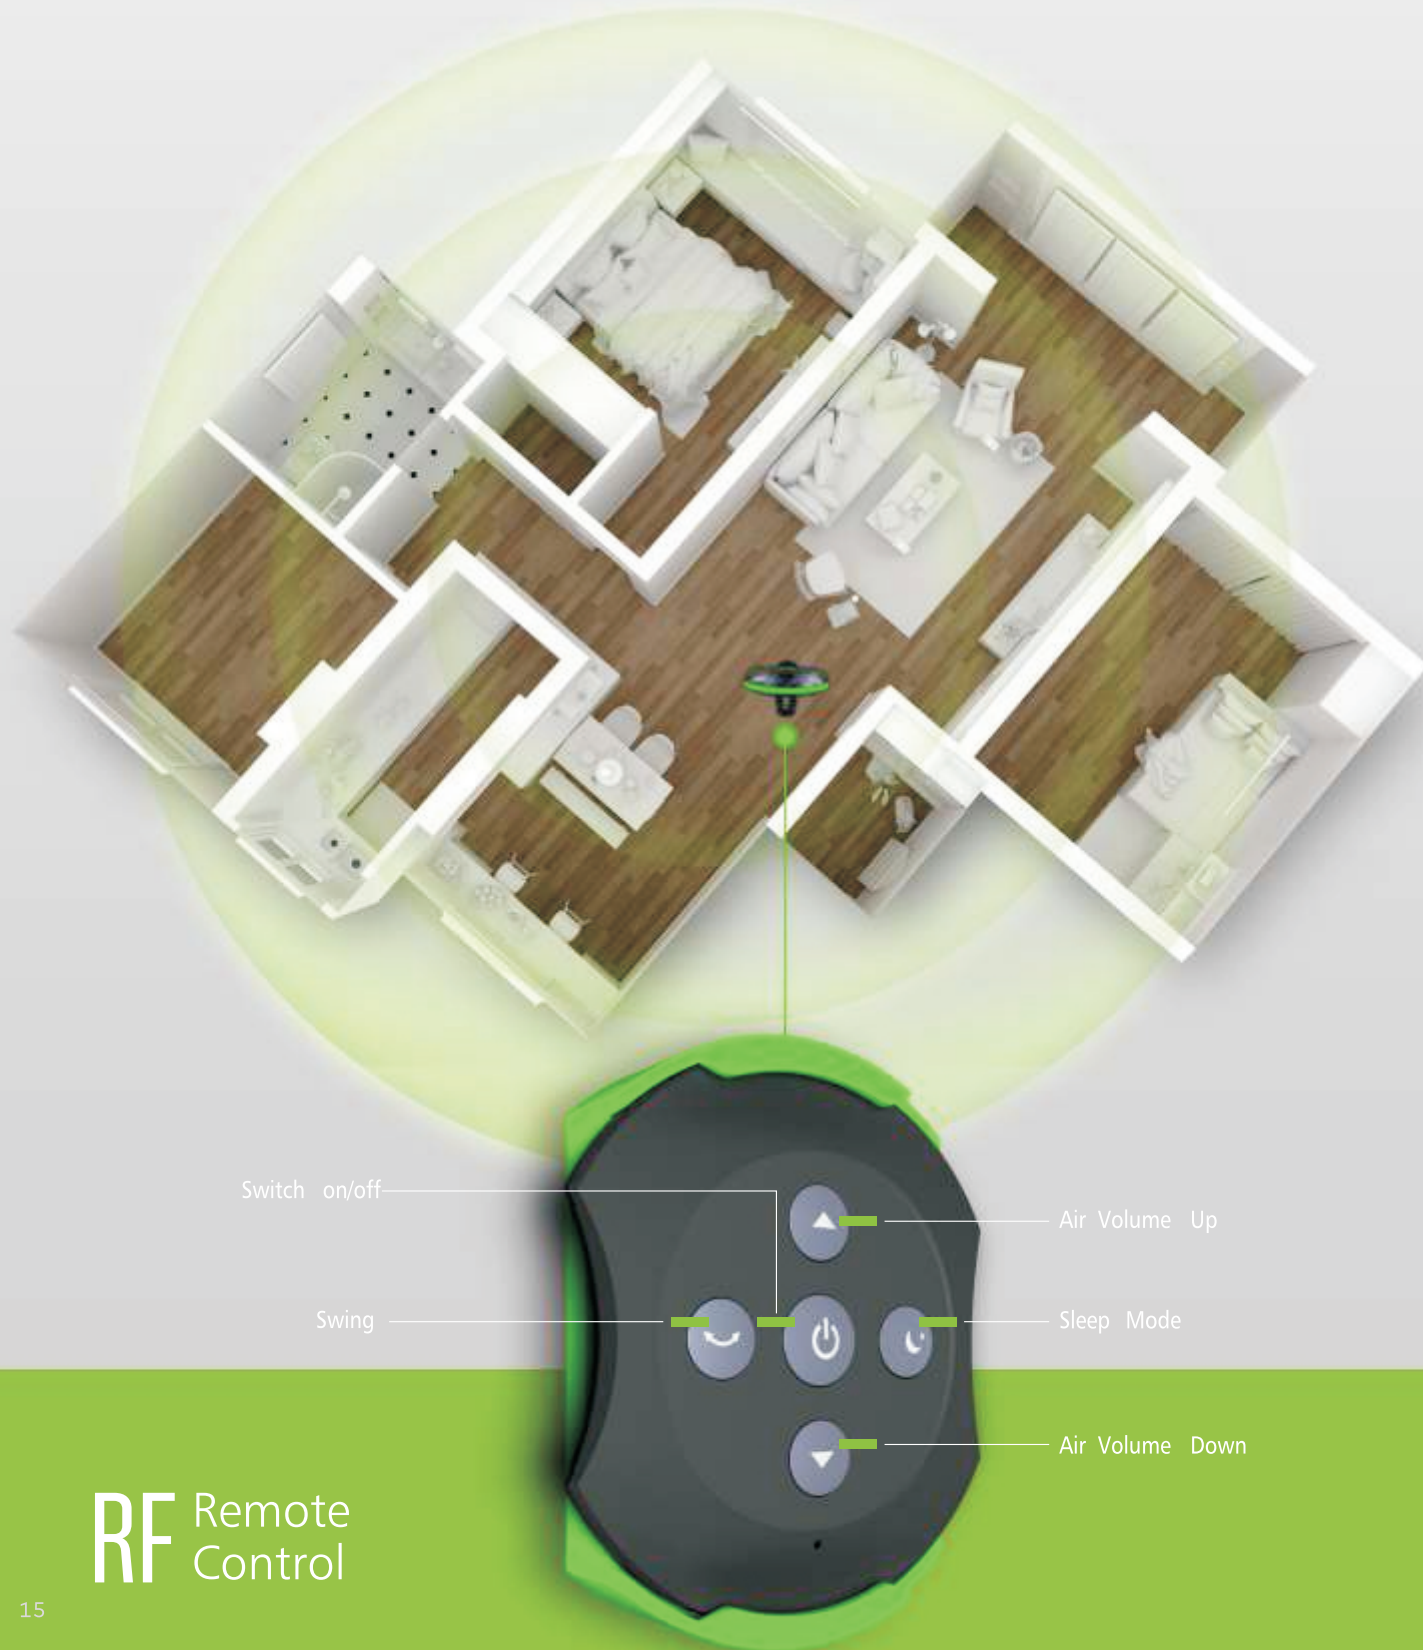 Switch on/off
Air Volume Up
Swing
Sleep Mode
Air Volume Down
RF Remote
Control
15